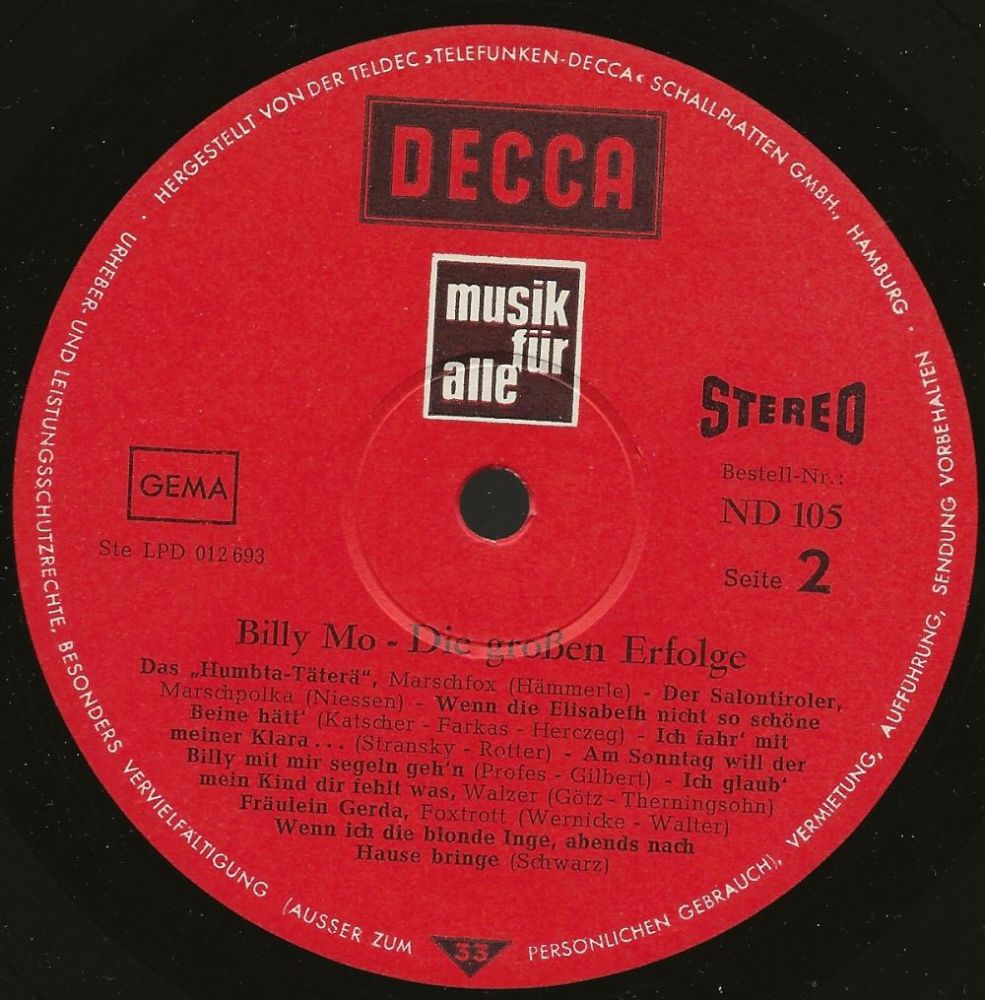 HERGESTELLT VON DER TELDEC »TELEFUNKEN-DECCA« SCHALLPLATTEN GMBH., HAMBURG ·
URHEBER- UND LEISTUNGSSCHUTZRECHTE, BESONDERS VERVIELFÄLTIGUNG (AUSSER ZUM PERSÖNLICHEN GEBRAUCH), VERMIETUNG, AUFFÜHRUNG, SENDUNG VORBEHALTEN ·
DECCA
musik
für
alle
STEREO
GEMA
Bestell-Nr.:
ND 105
Ste LPD 012 693
Seite 2
Billy Mo - Die großen Erfolge
Das „Humbta-Täterä“, Marschfox (Hämmerle) - Der Salontiroler,
Marschpolka (Niessen) - Wenn die Elisabeth nicht so schöne
Beine hätt' (Katscher - Farkas - Herczeg) - Ich fahr' mit
meiner Klara ... (Stransky - Rotter) - Am Sonntag will der
Billy mit mir segeln geh'n (Profes - Gilbert) - Ich glaub'
mein Kind dir fehlt was, Walzer (Götz - Therningsohn)
Fräulein Gerda, Foxtrott (Wernicke - Walter)
Wenn ich die blonde Inge, abends nach
Hause bringe (Schwarz)
33